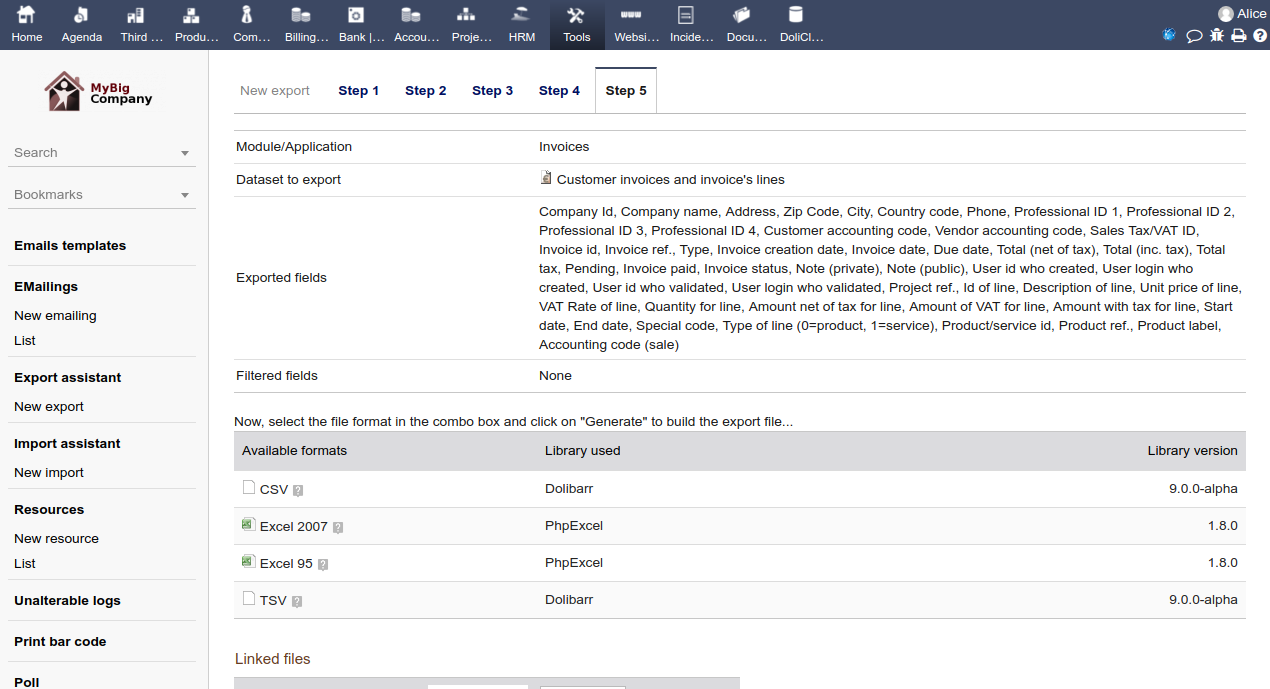 Home Agenda Third ... Produ... Com... Billing... Bank |... Accou... Proje... HRM Tools Websi... Incide... Docu... DoliCl... Alice
MyBig
Company
Search
Bookmarks
Emails templates
EMailings
New emailing
List
Export assistant
New export
Import assistant
New import
Resources
New resource
List
Unalterable logs
Print bar code
Poll
New export Step 1 Step 2 Step 3 Step 4 Step 5
Module/Application Invoices
Dataset to export Customer invoices and invoice's lines
Exported fields
Company Id, Company name, Address, Zip Code, City, Country code, Phone, Professional ID 1, Professional ID 2,
Professional ID 3, Professional ID 4, Customer accounting code, Vendor accounting code, Sales Tax/VAT ID,
Invoice id, Invoice ref., Type, Invoice creation date, Invoice date, Due date, Total (net of tax), Total (inc. tax), Total
tax, Pending, Invoice paid, Invoice status, Note (private), Note (public), User id who created, User login who
created, User id who validated, User login who validated, Project ref., Id of line, Description of line, Unit price of line,
VAT Rate of line, Quantity for line, Amount net of tax for line, Amount of VAT for line, Amount with tax for line, Start
date, End date, Special code, Type of line (0=product, 1=service), Product/service id, Product ref., Product label,
Accounting code (sale)
Filtered fields None
Now, select the file format in the combo box and click on "Generate" to build the export file...
Available formats Library used Library version
CSV ? Dolibarr 9.0.0-alpha
Excel 2007 ? PhpExcel 1.8.0
Excel 95 ? PhpExcel 1.8.0
TSV ? Dolibarr 9.0.0-alpha
Linked files